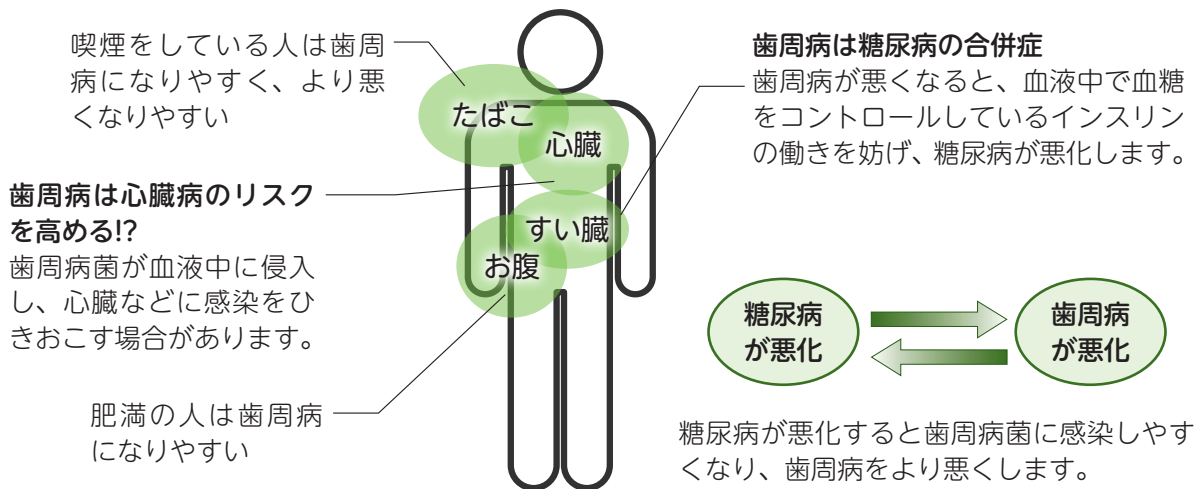 喫煙をしている人は歯周
病になりやすく、より悪
くなりやすい
たばこ
心臓
歯周病は心臓病のリスク
を高める!?
歯周病菌が血液中に侵入
し、心臓などに感染をひ
きおこす場合があります。
すい臓
お腹
肥満の人は歯周病
になりやすい
歯周病は糖尿病の合併症
歯周病が悪くなると、血液中で血糖
をコントロールしているインスリン
の働きを妨げ、糖尿病が悪化します。
糖尿病
が悪化
歯周病
が悪化
糖尿病が悪化すると歯周病菌に感染しやす
くなり、歯周病をより悪くします。